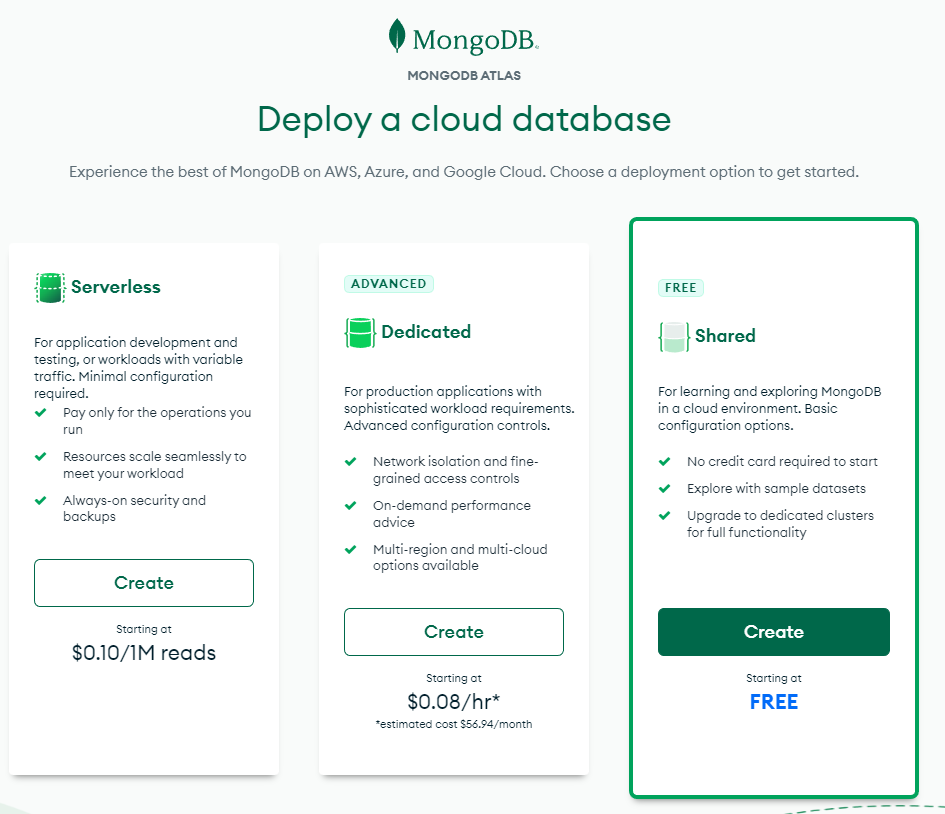 MongoDB.
MONGODB ATLAS
Deploy a cloud database
Experience the best of MongoDB on AWS, Azure, and Google Cloud. Choose a deployment option to get started.
Serverless
For application development and
testing, or workloads with variable
traffic. Minimal configuration
required.
Pay only for the operations you
run
Resources scale seamlessly to
meet your workload
Always-on security and
backups
Create
Starting at
$0.10/1M reads
ADVANCED
Dedicated
For production applications with
sophisticated workload requirements.
Advanced configuration controls.
Network isolation and fine-
grained access controls
On-demand performance
advice
Multi-region and multi-cloud
options available
Create
Starting at
$0.08/hr*
*estimated cost $56.94/month
FREE
Shared
For learning and exploring MongoDB
in a cloud environment. Basic
configuration options.
No credit card required to start
Explore with sample datasets
Upgrade to dedicated clusters
for full functionality
Create
Starting at
FREE